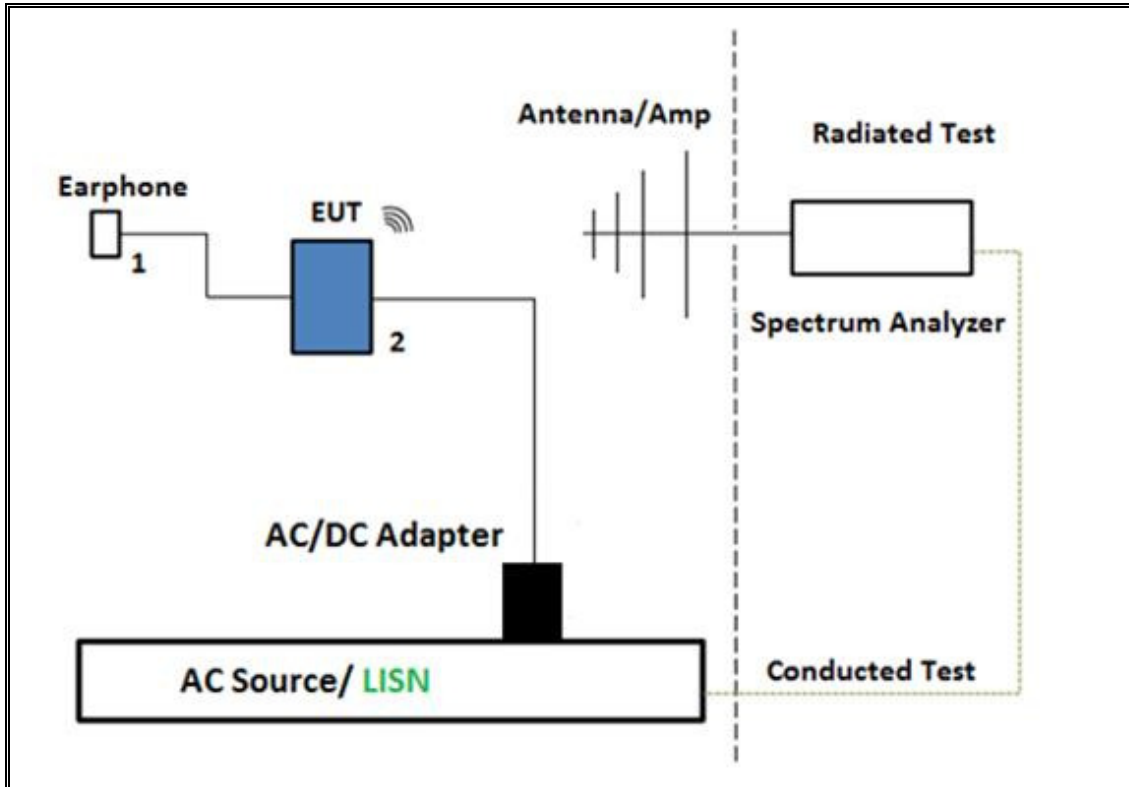 Antenna/Amp
Radiated Test
Earphone
EUT
1
2
Spectrum Analyzer
AC/DC Adapter
AC Source/ LISN
Conducted Test